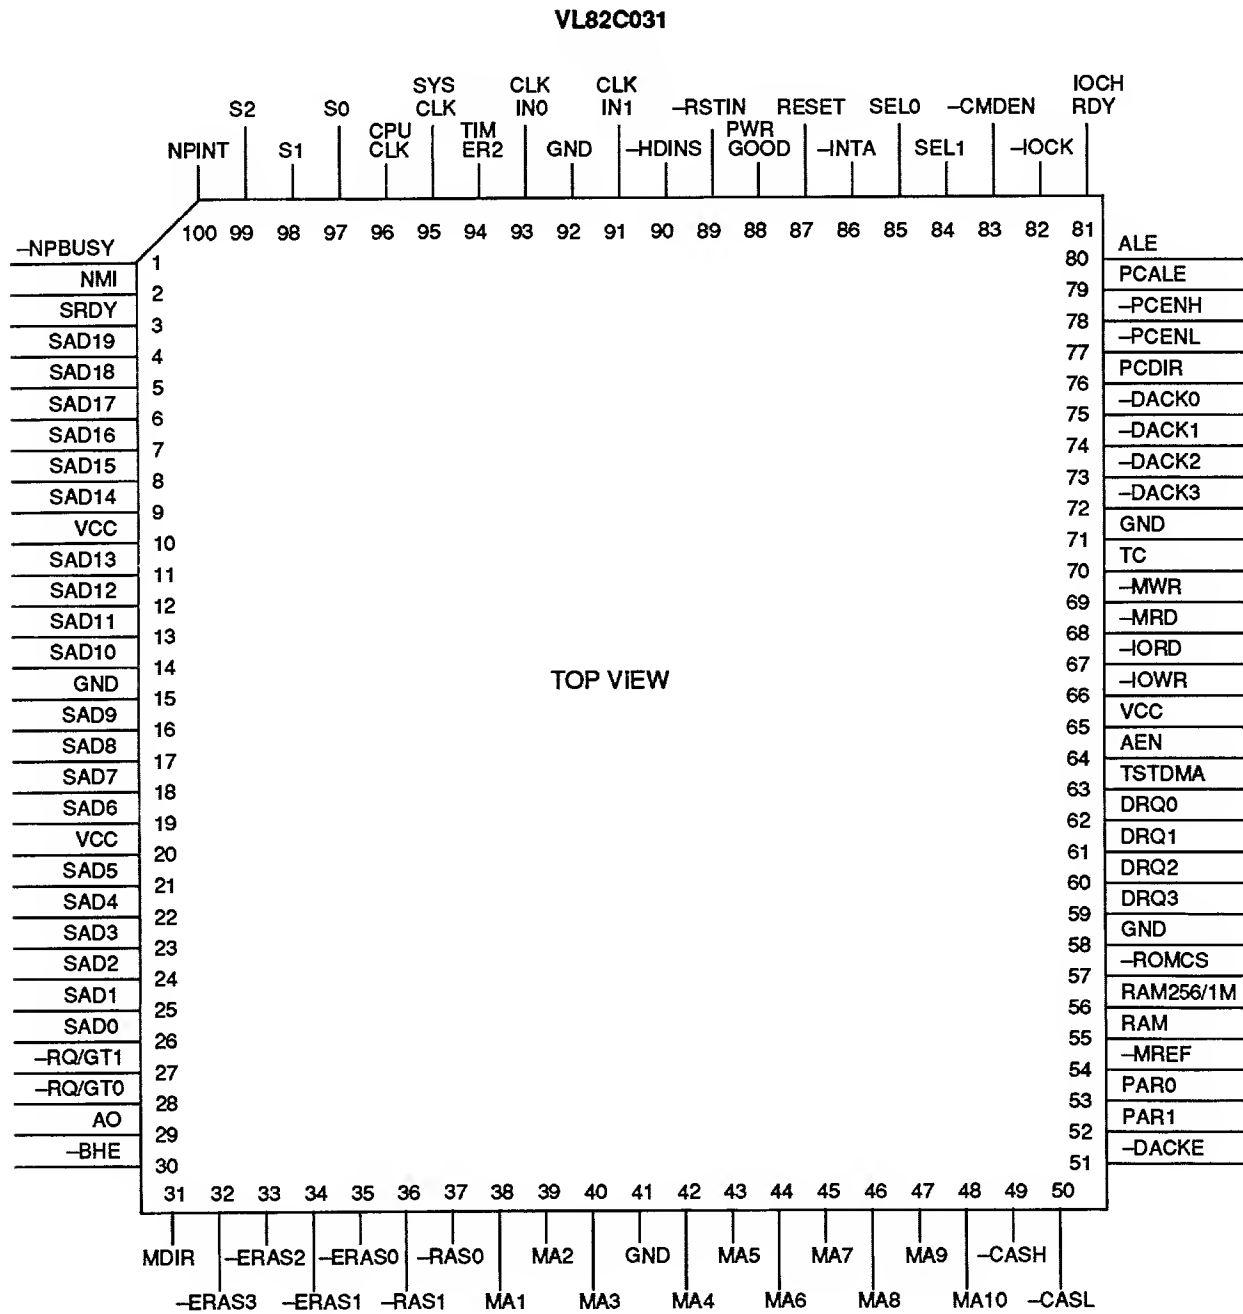 VL82C031
SYS CLK CLK IOCH
S2 S0 CLK IN0 IN1 –RSTIN RESET SEL0 –CMDEN RDY
CPU TIM PWR
NPINT S1 CLK ER2 GND –HDINS GOOD –INTA SEL1 –IOCK
100 99 98 97 96 95 94 93 92 91 90 89 88 87 86 85 84 83 82 81
–NPBUSY 1 80 ALE
NMI 2 79 PCALE
SRDY 3 78 –PCENH
SAD19 4 77 –PCENL
SAD18 5 76 PCDIR
SAD17 6 75 –DACK0
SAD16 7 74 –DACK1
SAD15 8 73 –DACK2
SAD14 9 72 –DACK3
VCC 10 71 GND
SAD13 11 70 TC
SAD12 12 69 –MWR
SAD11 13 68 –MRD
SAD10 14 67 –IORD
GND 15 66 –IOWR
TOP VIEW
SAD9 16 65 VCC
SAD8 17 64 AEN
SAD7 18 63 TSTDMA
SAD6 19 62 DRQ0
VCC 20 61 DRQ1
SAD5 21 60 DRQ2
SAD4 22 59 DRQ3
SAD3 23 58 GND
SAD2 24 57 –ROMCS
SAD1 25 56 RAM256/1M
SAD0 26 55 RAM
–RQ/GT1 27 54 –MREF
–RQ/GT0 28 53 PAR0
AO 29 52 PAR1
–BHE 30 51 –DACKE
31 32 33 34 35 36 37 38 39 40 41 42 43 44 45 46 47 48 49 50
MDIR –ERAS2 –ERAS0 –RAS0 MA2 GND MA5 MA7 MA9 –CASH
–ERAS3 –ERAS1 –RAS1 MA1 MA3 MA4 MA6 MA8 MA10 –CASL